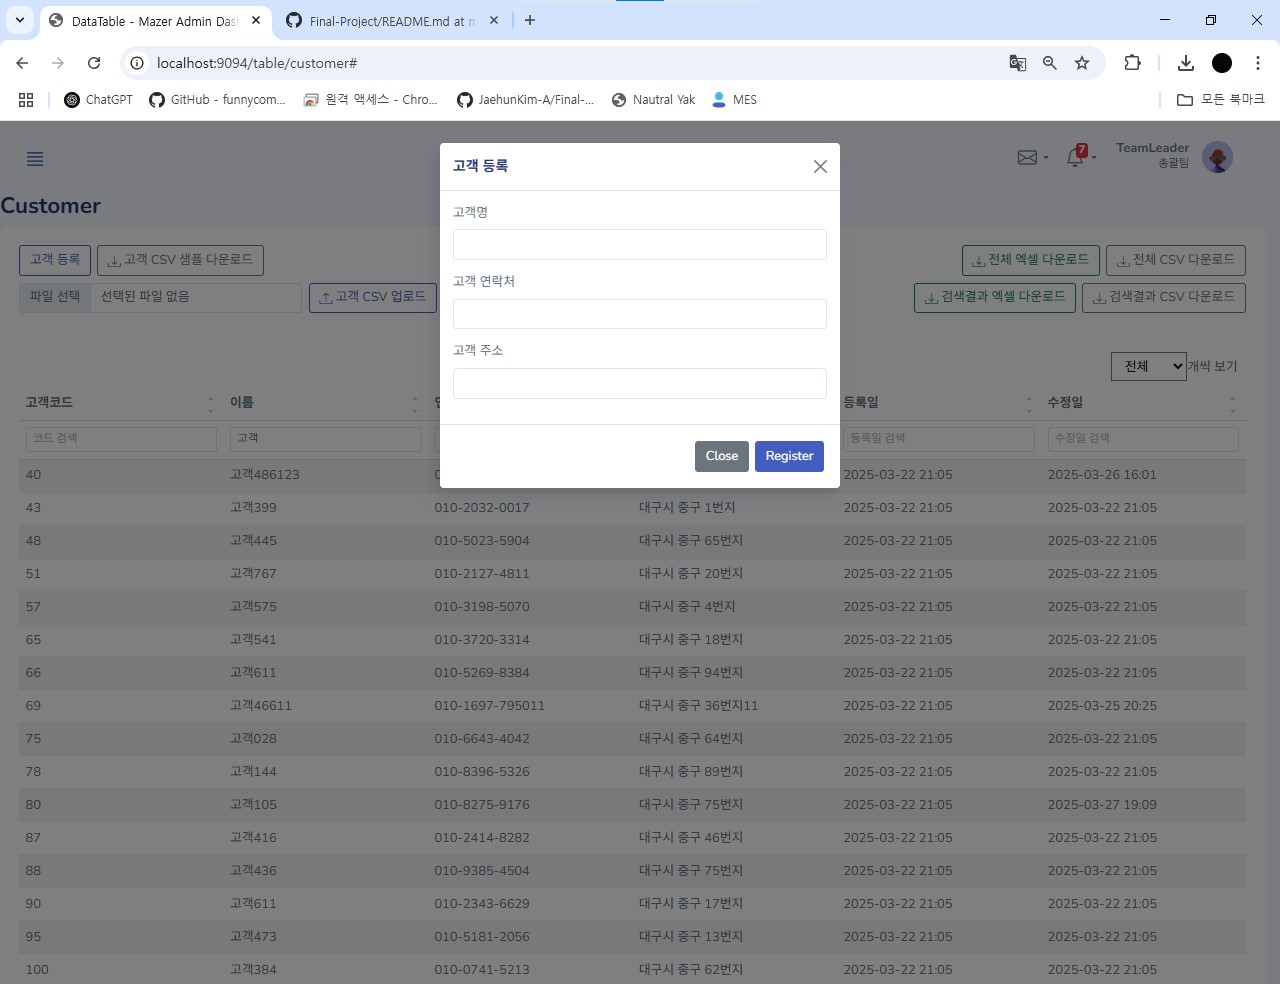 DataTable - Mazer Admin Das
Final-Project/README.md at m
localhost:9094/table/customer#
ChatGPT
GitHub - funnycom...
원격 액세스 - Chro...
JaehunKim-A/Final-...
Nautral Yak
MES
모든 북마크
7
TeamLeader
총괄팀
Customer
고객 등록
고객 CSV 샘플 다운로드
전체 엑셀 다운로드
전체 CSV 다운로드
파일 선택
선택된 파일 없음
고객 CSV 업로드
검색결과 엑셀 다운로드
검색결과 CSV 다운로드
고객 등록
고객명
고객 연락처
고객 주소
Close
Register
전체
개씩 보기
고객코드 이름 등록일 수정일
코드 검색 고객 등록일 검색 수정일 검색
40 고객486123 2025-03-22 21:05 2025-03-26 16:01
43 고객399 010-2032-0017 대구시 중구 1번지 2025-03-22 21:05 2025-03-22 21:05
48 고객445 010-5023-5904 대구시 중구 65번지 2025-03-22 21:05 2025-03-22 21:05
51 고객767 010-2127-4811 대구시 중구 20번지 2025-03-22 21:05 2025-03-22 21:05
57 고객575 010-3198-5070 대구시 중구 4번지 2025-03-22 21:05 2025-03-22 21:05
65 고객541 010-3720-3314 대구시 중구 18번지 2025-03-22 21:05 2025-03-22 21:05
66 고객611 010-5269-8384 대구시 중구 94번지 2025-03-22 21:05 2025-03-22 21:05
69 고객46611 010-1697-795011 대구시 중구 36번지11 2025-03-22 21:05 2025-03-25 20:25
75 고객028 010-6643-4042 대구시 중구 64번지 2025-03-22 21:05 2025-03-22 21:05
78 고객144 010-8396-5326 대구시 중구 89번지 2025-03-22 21:05 2025-03-22 21:05
80 고객105 010-8275-9176 대구시 중구 75번지 2025-03-22 21:05 2025-03-27 19:09
87 고객416 010-2414-8282 대구시 중구 46번지 2025-03-22 21:05 2025-03-22 21:05
88 고객436 010-9385-4504 대구시 중구 75번지 2025-03-22 21:05 2025-03-22 21:05
90 고객611 010-2343-6629 대구시 중구 17번지 2025-03-22 21:05 2025-03-22 21:05
95 고객473 010-5181-2056 대구시 중구 13번지 2025-03-22 21:05 2025-03-22 21:05
100 고객384 010-0741-5213 대구시 중구 62번지 2025-03-22 21:05 2025-03-22 21:05